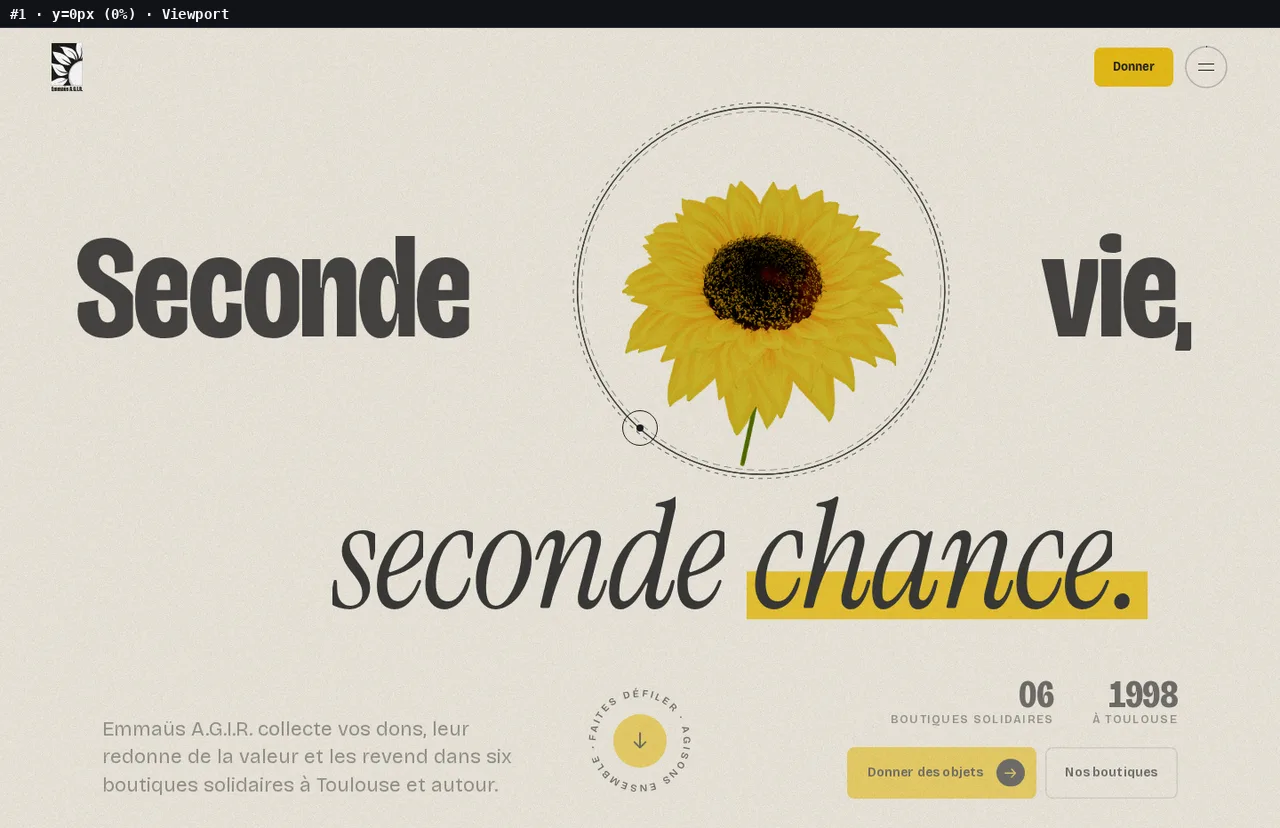 #1 · y=0px (0%) · Viewport
Emmaüs A.G.I.R.
Donner
Seconde vie,
seconde chance.
Emmaüs A.G.I.R. collecte vos dons, leur
redonne de la valeur et les revend dans six
boutiques solidaires à Toulouse et autour.
FAITES DÉFILER · AGISONS ENSEMBLE ·
06
BOUTIQUES SOLIDAIRES
1998
À TOULOUSE
Donner des objets
Nos boutiques